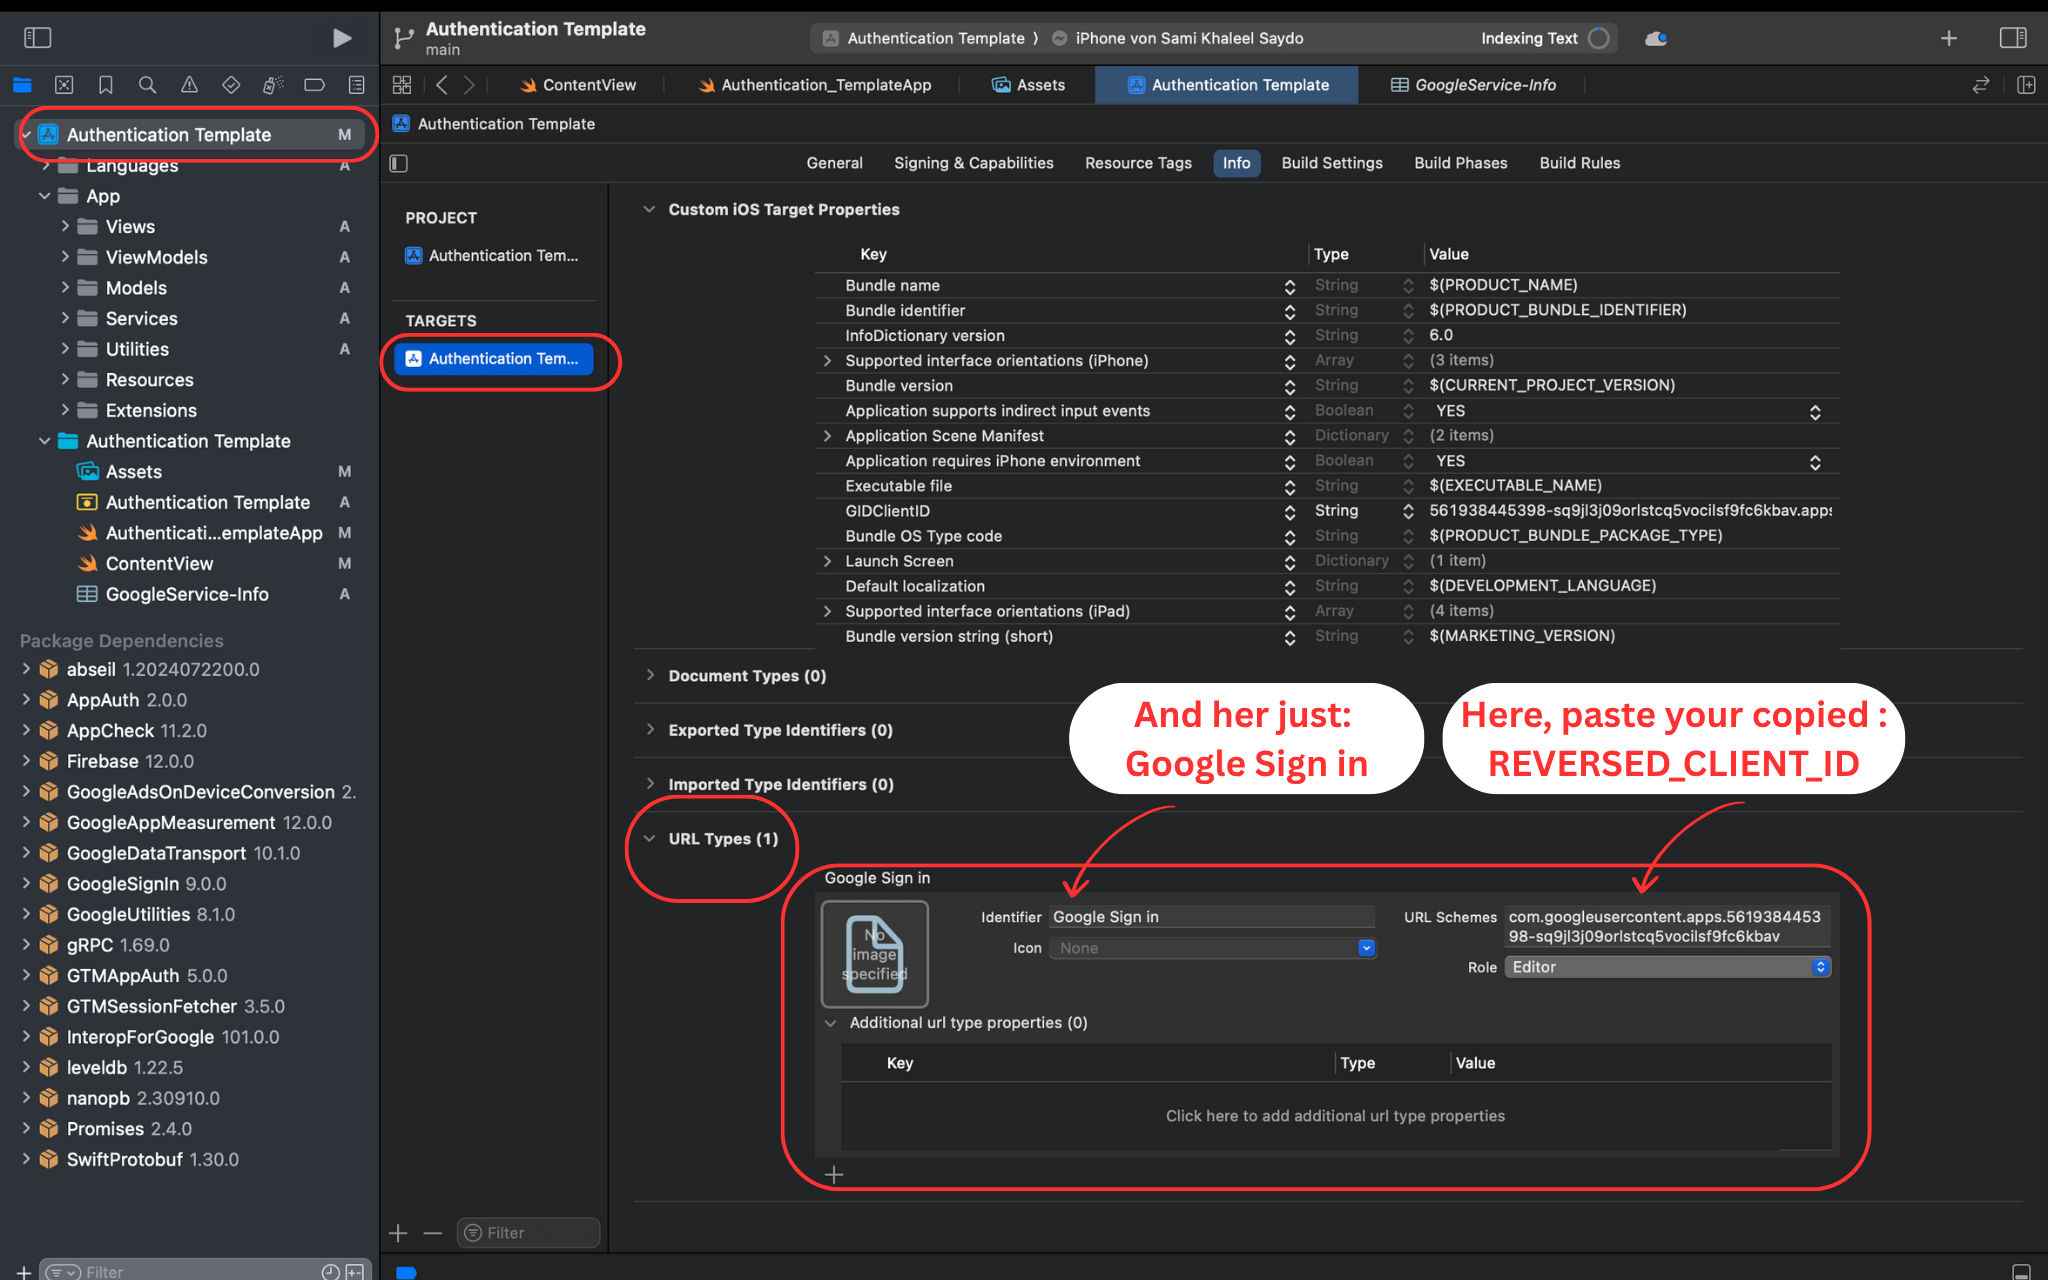 Authentication Template
main
Authentication Template ⟩ iPhone von Sami Khaleel Saydo
Indexing Text
ContentView
Authentication_TemplateApp
Assets
Authentication Template
GoogleService-Info
Authentication Template M
Languages A
App
Views A
ViewModels A
Models A
Services A
Utilities A
Resources
Extensions
Authentication Template
Assets M
Authentication Template A
Authenticati...emplateApp M
ContentView M
GoogleService-Info A
Package Dependencies
abseil 1.2024072200.0
AppAuth 2.0.0
AppCheck 11.2.0
Firebase 12.0.0
GoogleAdsOnDeviceConversion 2.
GoogleAppMeasurement 12.0.0
GoogleDataTransport 10.1.0
GoogleSignIn 9.0.0
GoogleUtilities 8.1.0
gRPC 1.69.0
GTMAppAuth 5.0.0
GTMSessionFetcher 3.5.0
InteropForGoogle 101.0.0
leveldb 1.22.5
nanopb 2.30910.0
Promises 2.4.0
SwiftProtobuf 1.30.0
Filter
Authentication Template
General Signing & Capabilities Resource Tags Info Build Settings Build Phases Build Rules
PROJECT
Authentication Tem...
TARGETS
Authentication Tem...
Filter
Custom iOS Target Properties
Key Type Value
Bundle name String $(PRODUCT_NAME)
Bundle identifier String $(PRODUCT_BUNDLE_IDENTIFIER)
InfoDictionary version String 6.0
Supported interface orientations (iPhone) Array (3 items)
Bundle version String $(CURRENT_PROJECT_VERSION)
Application supports indirect input events Boolean YES
Application Scene Manifest Dictionary (2 items)
Application requires iPhone environment Boolean YES
Executable file String $(EXECUTABLE_NAME)
GIDClientID String 561938445398-sq9jl3j09orlstcq5vocilsf9fc6kbav.apps
Bundle OS Type code String $(PRODUCT_BUNDLE_PACKAGE_TYPE)
Launch Screen Dictionary (1 item)
Default localization String $(DEVELOPMENT_LANGUAGE)
Supported interface orientations (iPad) Array (4 items)
Bundle version string (short) String $(MARKETING_VERSION)
Document Types (0)
Exported Type Identifiers (0)
Imported Type Identifiers (0)
And her just:
Google Sign in
Here, paste your copied :
REVERSED_CLIENT_ID
URL Types (1)
Google Sign in
No
image
specified
Identifier Google Sign in
Icon None
URL Schemes com.googleusercontent.apps.5619384453
98-sq9jl3j09orlstcq5vocilsf9fc6kbav
Role Editor
Additional url type properties (0)
Key Type Value
Click here to add additional url type properties